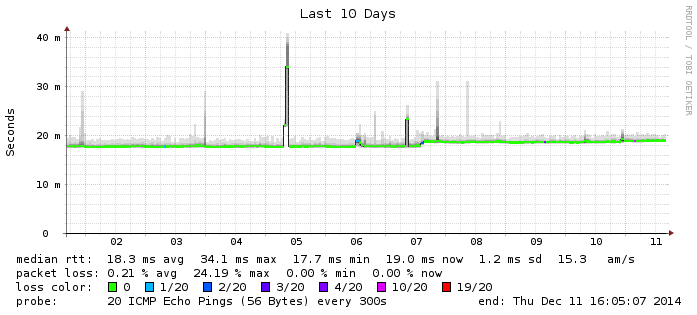 Last 10 Days
RRDTOOL / TOBI OETIKER
Seconds
40 m
30 m
20 m
10 m
0
02 03 04 05 06 07 08 09 10 11
median rtt: 18.3 ms avg 34.1 ms max 17.7 ms min 19.0 ms now 1.2 ms sd 15.3 am/s
packet loss: 0.21 % avg 24.19 % max 0.00 % min 0.00 % now
loss color: 0 1/20 2/20 3/20 4/20 10/20 19/20
probe: 20 ICMP Echo Pings (56 Bytes) every 300s end: Thu Dec 11 16:05:07 2014